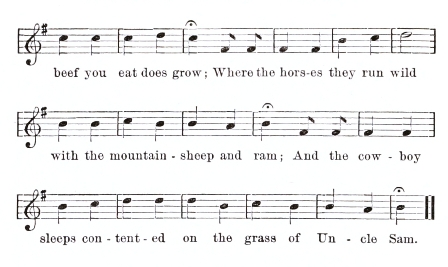 beef you eat does grow; Where the hors-es they run wild
with the mountain - sheep and ram; And the cow - boy
sleeps con - tent - ed on the grass of Un - cle Sam.